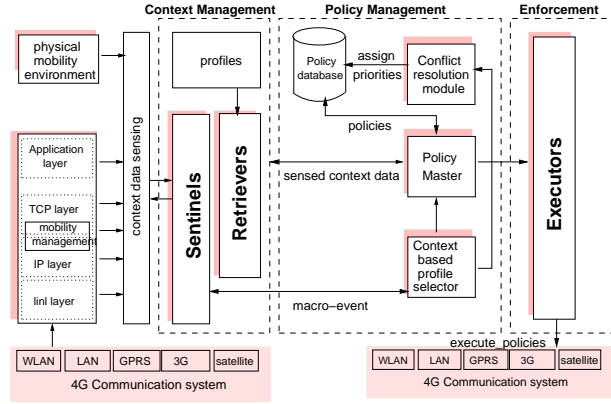 Context Management
Policy Management
Enforcement
physical
mobility
environment
profiles
Policy
database
assign
priorities
Conflict
resolution
module
context data sensing
Application
layer
TCP layer
mobility
management
IP layer
linl layer
Sentinels
Retrievers
policies
sensed context data
Policy
Master
Context
based
profile
selector
macro–event
Executors
execute_policies
WLAN
LAN
GPRS
3G
satellite
4G Communication system
WLAN
LAN
GPRS
3G
satellite
4G Communication system